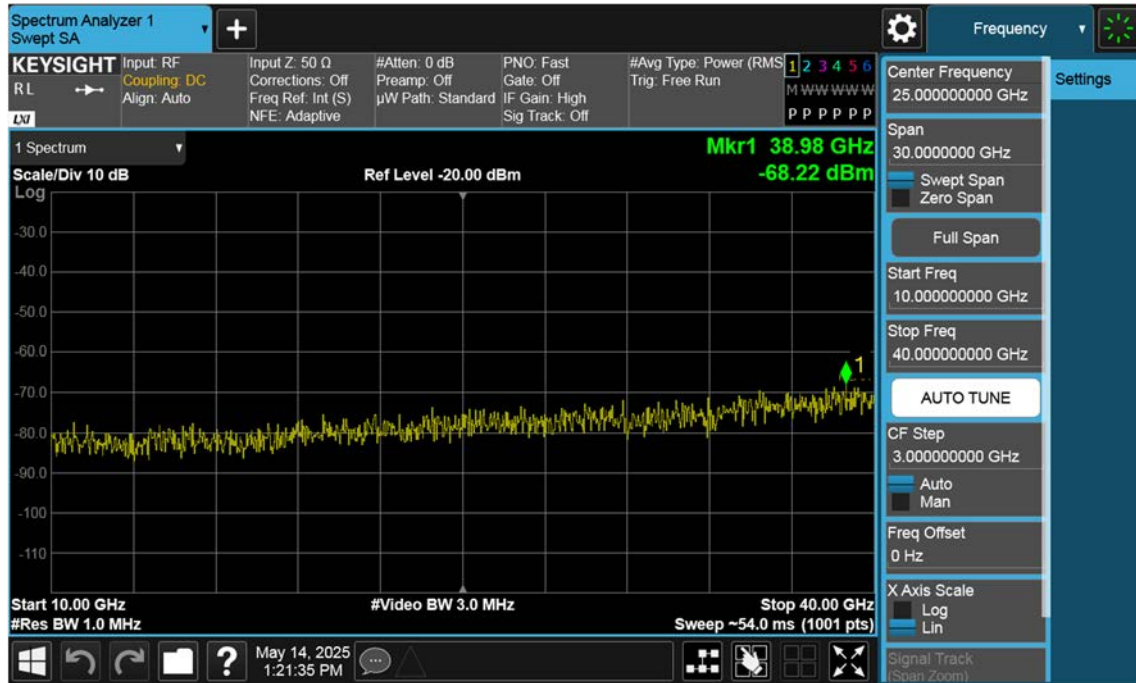 Spectrum Analyzer 1
Swept SA
+
Frequency
KEYSIGHT
RL
LXI
Input: RF
Coupling: DC
Align: Auto
Input Z: 50 Ω
Corrections: Off
Freq Ref: Int (S)
NFE: Adaptive
#Atten: 0 dB
Preamp: Off
µW Path: Standard
PNO: Fast
Gate: Off
IF Gain: High
Sig Track: Off
#Avg Type: Power (RMS
Trig: Free Run
1 2 3 4 5 6
M W W W W W
P P P P P P
1 Spectrum
Mkr1 38.98 GHz
Scale/Div 10 dB
Ref Level -20.00 dBm
-68.22 dBm
Log
-30.0
-40.0
-50.0
-60.0
1
-70.0
-80.0
-90.0
-100
-110
Start 10.00 GHz
#Video BW 3.0 MHz
Stop 40.00 GHz
#Res BW 1.0 MHz
Sweep ~54.0 ms (1001 pts)
Center Frequency
25.000000000 GHz
Settings
Span
30.0000000 GHz
Swept Span
Zero Span
Full Span
Start Freq
10.000000000 GHz
Stop Freq
40.000000000 GHz
AUTO TUNE
CF Step
3.000000000 GHz
Auto
Man
Freq Offset
0 Hz
X Axis Scale
Log
Lin
Signal Track
(Span Zoom)
?
May 14, 2025
1:21:35 PM